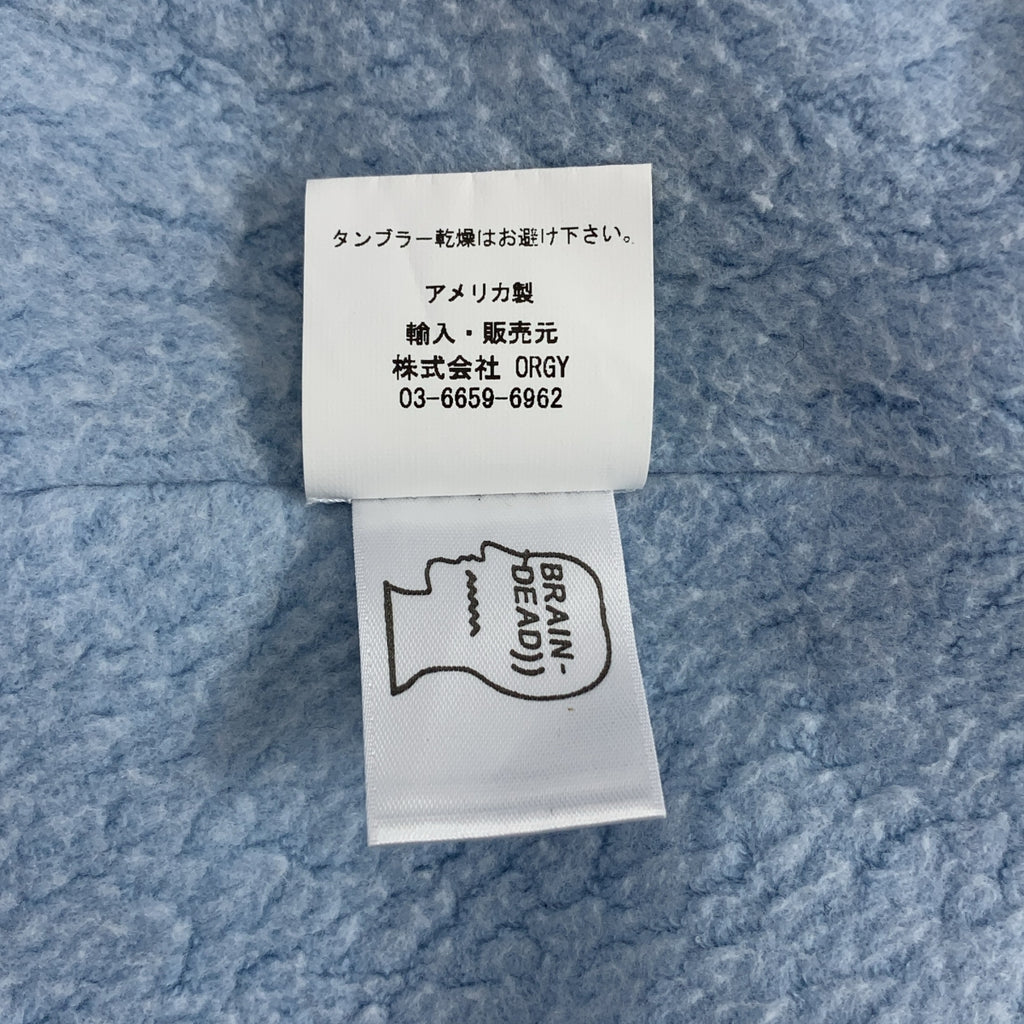 タンブラー乾燥はお避け下さい。
アメリカ製
輸入・販売元
株式会社 ORGY
03-6659-6962
BRAIN-
DEAD))